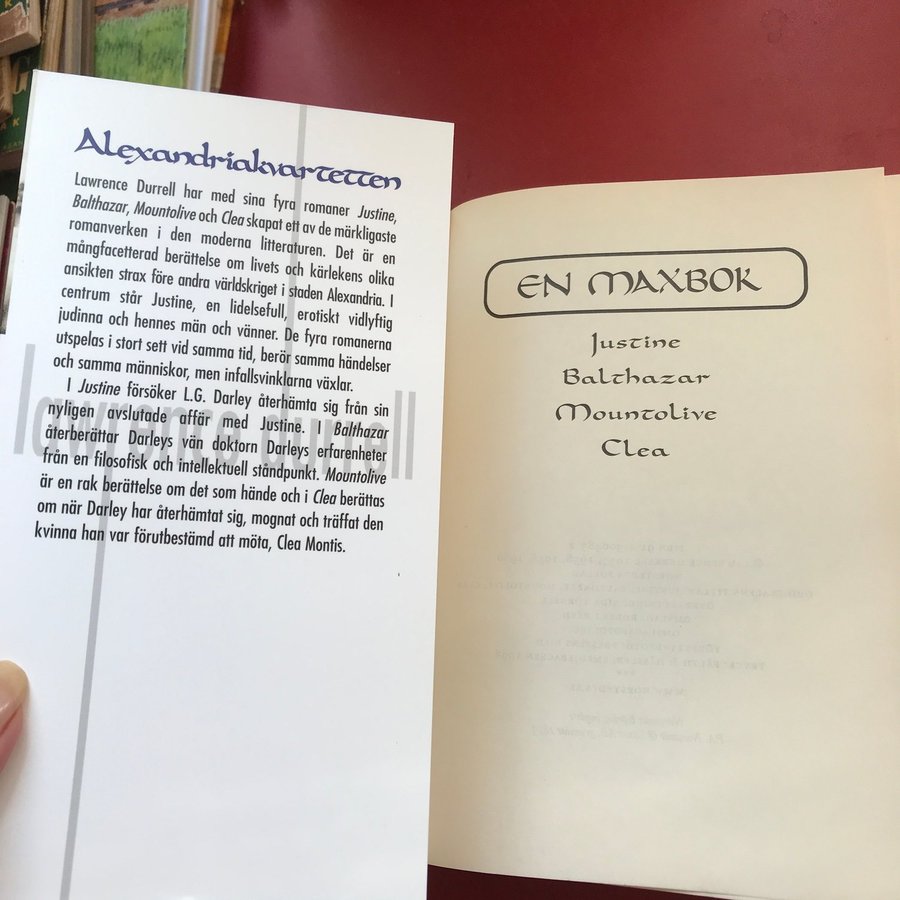 Alexandriakvartetten
Lawrence Durrell har med sina fyra romaner Justine,
Balthazar, Mountolive och Clea skapat ett av de märkligaste
romanverken i den moderna litteraturen. Det är en
mångfacetterad berättelse om livets och kärlekens olika
ansikten strax före andra världskriget i staden Alexandria. I
centrum står Justine, en lidelsefull, erotiskt vidlyftig
judinna och hennes män och vänner. De fyra romanerna
utspelas i stort sett vid samma tid, berör samma händelser
och samma människor, men infallsvinklarna växlar.
I Justine försöker L.G. Darley återhämta sig från sin
nyligen avslutade affär med Justine. I Balthazar
återberättar Darleys vän doktorn Darleys erfarenheter
från en filosofisk och intellektuell ståndpunkt. Mountolive
är en rak berättelse om det som hände och i Clea berättas
om när Darley har återhämtat sig, mognat och träffat den
kvinna han var förutbestämd att möta, Clea Montis.
lawrence durrell
EN MAXBOK
Justine
Balthazar
Mountolive
Clea